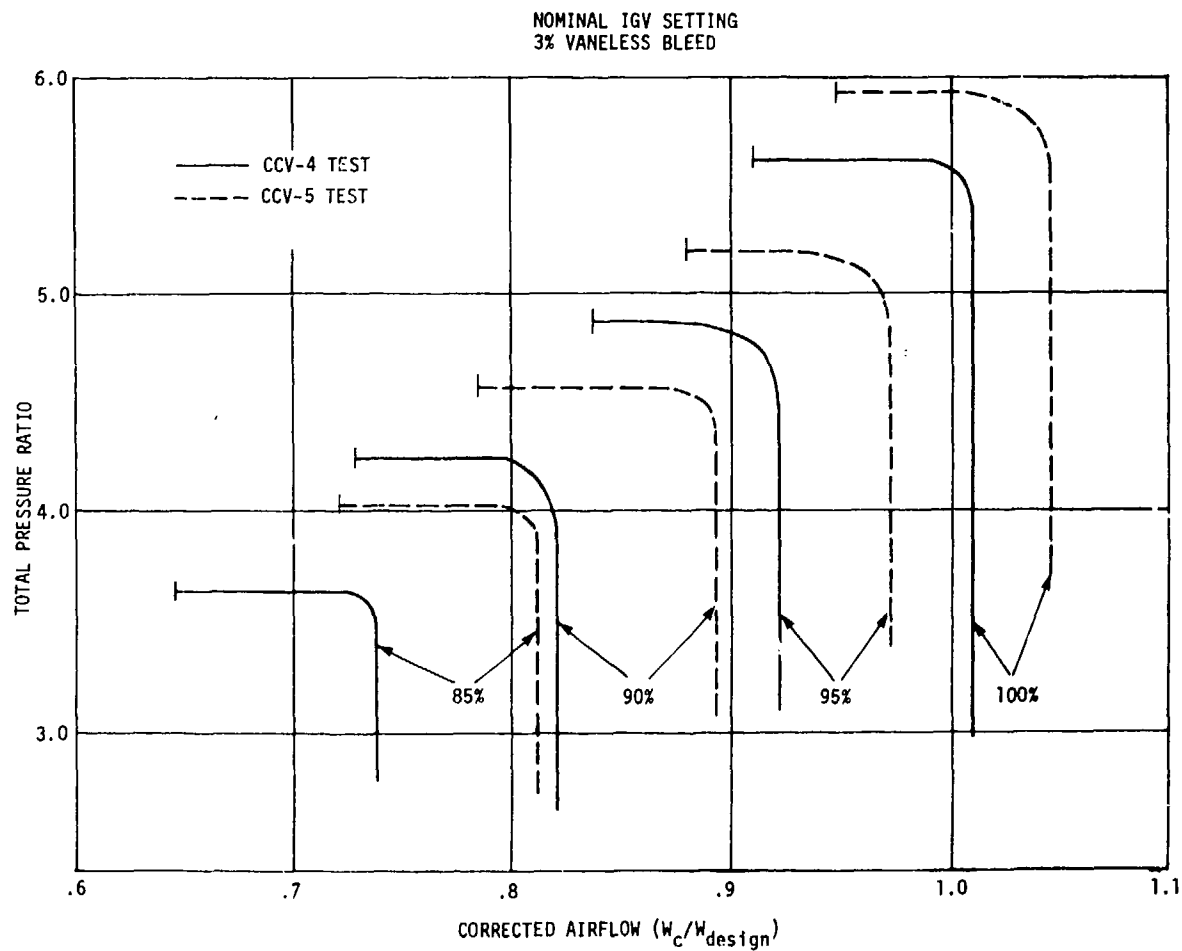 NOMINAL IGV SETTING
3% VANELESS BLEED
6.0
CCV-4 TEST
CCV-5 TEST
5.0
TOTAL PRESSURE RATIO
4.0
85%
90%
95%
100%
3.0
.6
.7
.8
.9
1.0
1.1
CORRECTED AIRFLOW (Wc/Wdesign)